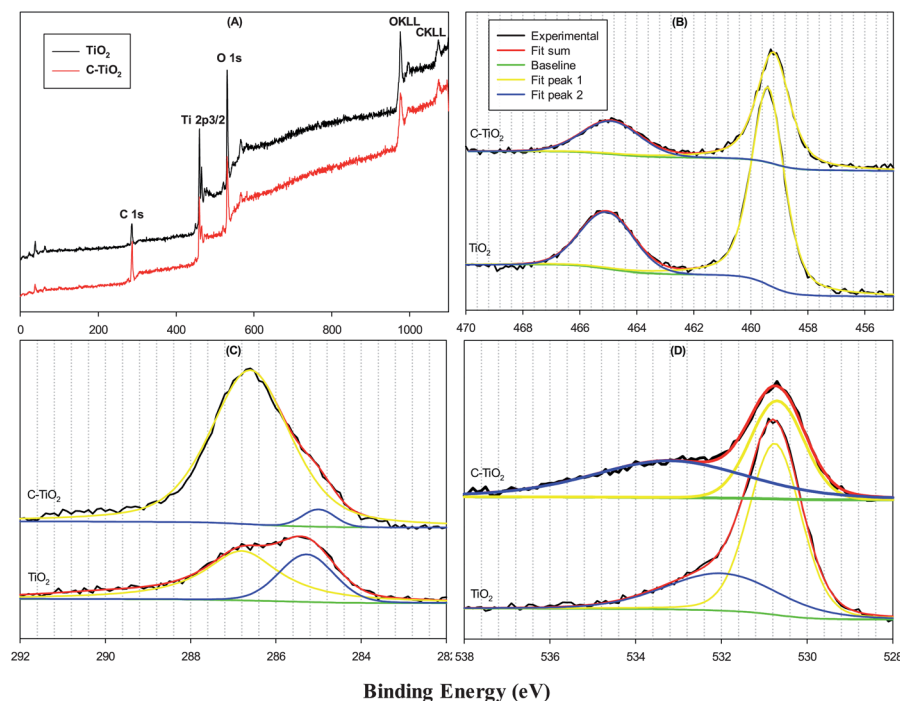 (A)
OKLL
CKLL
TiO₂
C-TiO₂
O 1s
Ti 2p3/2
C 1s
0 200 400 600 800 1000
(B)
Experimental
Fit sum
Baseline
Fit peak 1
Fit peak 2
C-TiO₂
TiO₂
470 468 466 464 462 460 458 456
(C)
C-TiO₂
TiO₂
292 290 288 286 284 282
(D)
C-TiO₂
TiO₂
538 536 534 532 530 528
Binding Energy (eV)